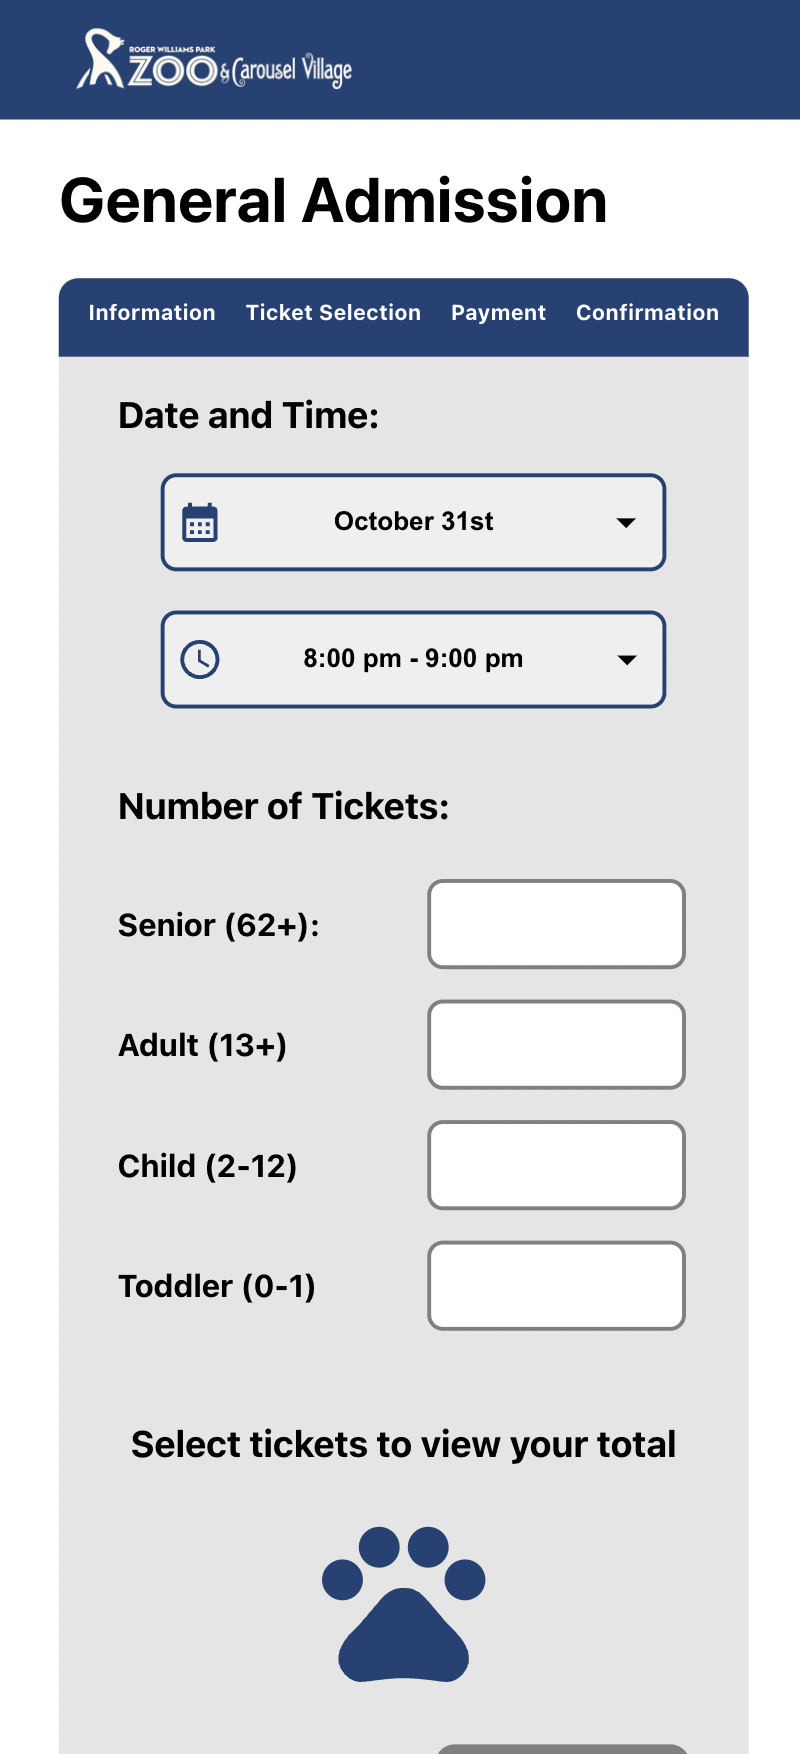 ROGER WILLIAMS PARK
ZOO & Carousel Village
General Admission
Information Ticket Selection Payment Confirmation
Date and Time:
October 31st
8:00 pm - 9:00 pm
Number of Tickets:
Senior (62+):
Adult (13+)
Child (2-12)
Toddler (0-1)
Select tickets to view your total